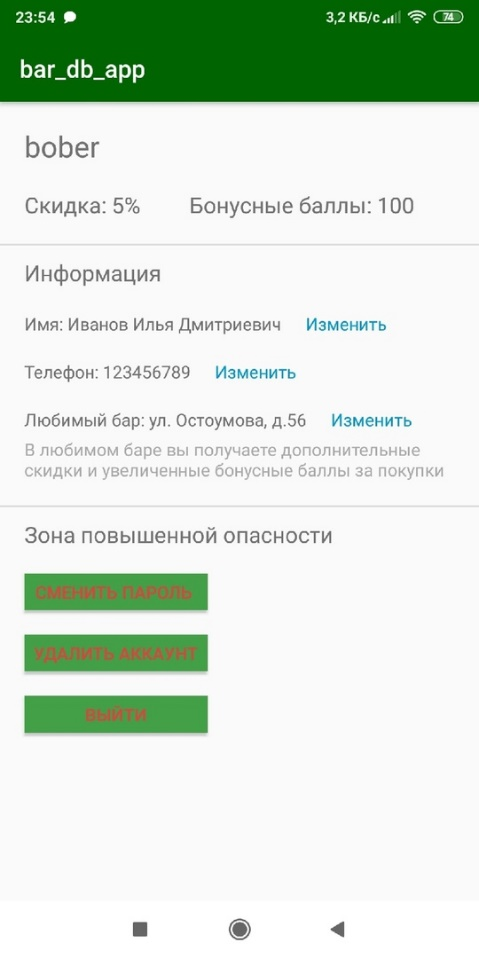 23:54 3,2 КБ/с 74
bar_db_app
bober
Скидка: 5% Бонусные баллы: 100
Информация
Имя: Иванов Илья Дмитриевич Изменить
Телефон: 123456789 Изменить
Любимый бар: ул. Остоумова, д.56 Изменить
В любимом баре вы получаете дополнительные
скидки и увеличенные бонусные баллы за покупки
Зона повышенной опасности
СМЕНИТЬ ПАРОЛЬ
УДАЛИТЬ АККАУНТ
ВЫЙТИ